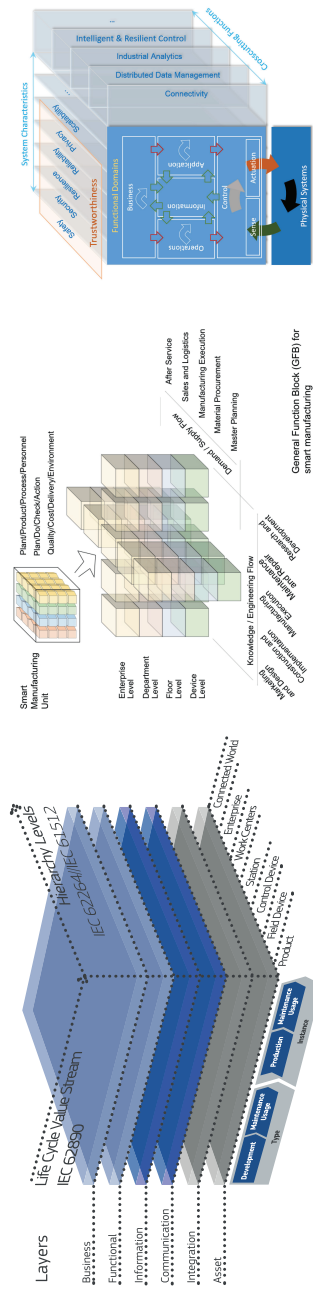 Layers
Life Cycle Value Stream
IEC 62890
Hierarchy Levels
IEC 62264/IEC 61512
Business
Functional
Information
Communication
Integration
Asset
Connected World
Enterprise
Work Centers
Station
Control Device
Field Device
Product
Development
Maintenance
Usage
Type
Production
Maintenance
Usage
Instance
Smart
Manufacturing
Unit
Plant/Product/Process/Personnel
Plan/Do/Check/Action
Quality/Cost/Delivery/Environment
Enterprise
Level
Department
Level
Floor
Level
Device
Level
After Service
Sales and Logistics
Manufacturing Execution
Material Procurement
Master Planning
Demand / Supply Flow
Knowledge / Engineering Flow
Marketing
and Design
Construction and
Implementation
Manufacturing
Execution
Maintenance
and Repair
Research and
Development
General Function Block (GFB) for
smart manufacturing
System Characteristics
...
Scalability
Privacy
Reliability
Resilience
Security
Safety
Trustworthiness
...
Intelligent & Resilient Control
Industrial Analytics
Distributed Data Management
Connectivity
Crosscutting Functions
Functional Domains
Business
Operations
Information
Application
Control
Sense
Actuation
Physical Systems